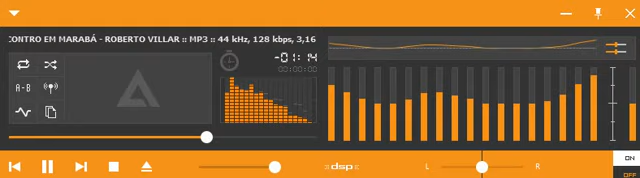 CONTRO EM MARABÁ - ROBERTO VILLAR :: MP3 :: 44 kHz, 128 kbps, 3,16
-01:14
00:00:00
A-B
dsp
L
R
ON
OFF